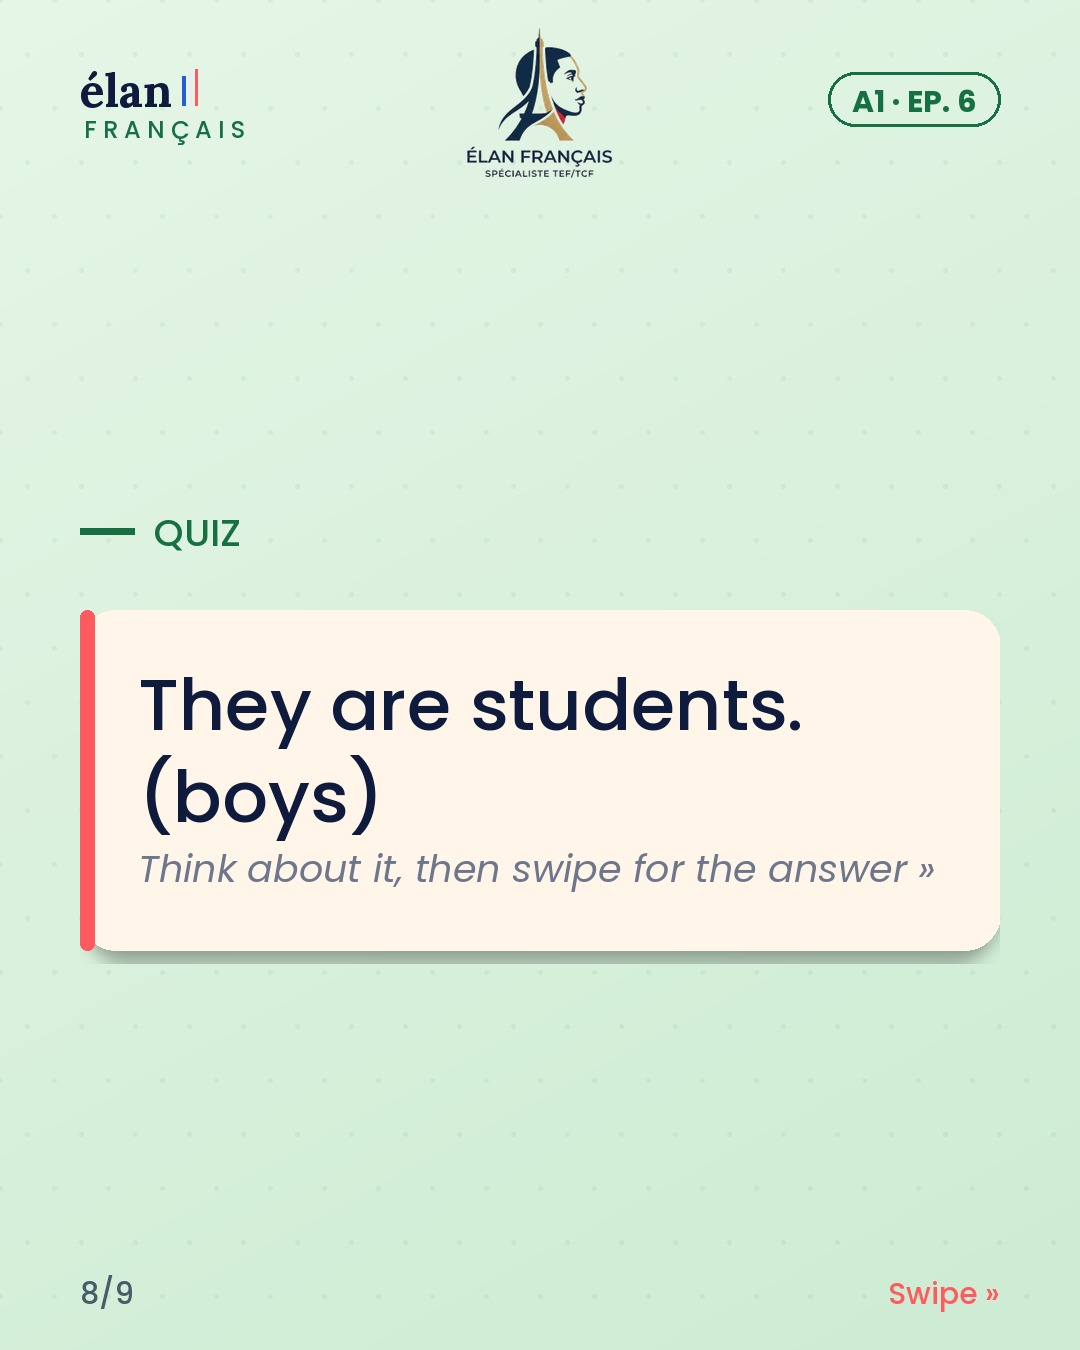 élan
FRANÇAIS
ÉLAN FRANÇAIS
SPÉCIALISTE TEF/TCF
A1 · EP. 6
QUIZ
They are students.
(boys)
Think about it, then swipe for the answer »
8/9
Swipe »